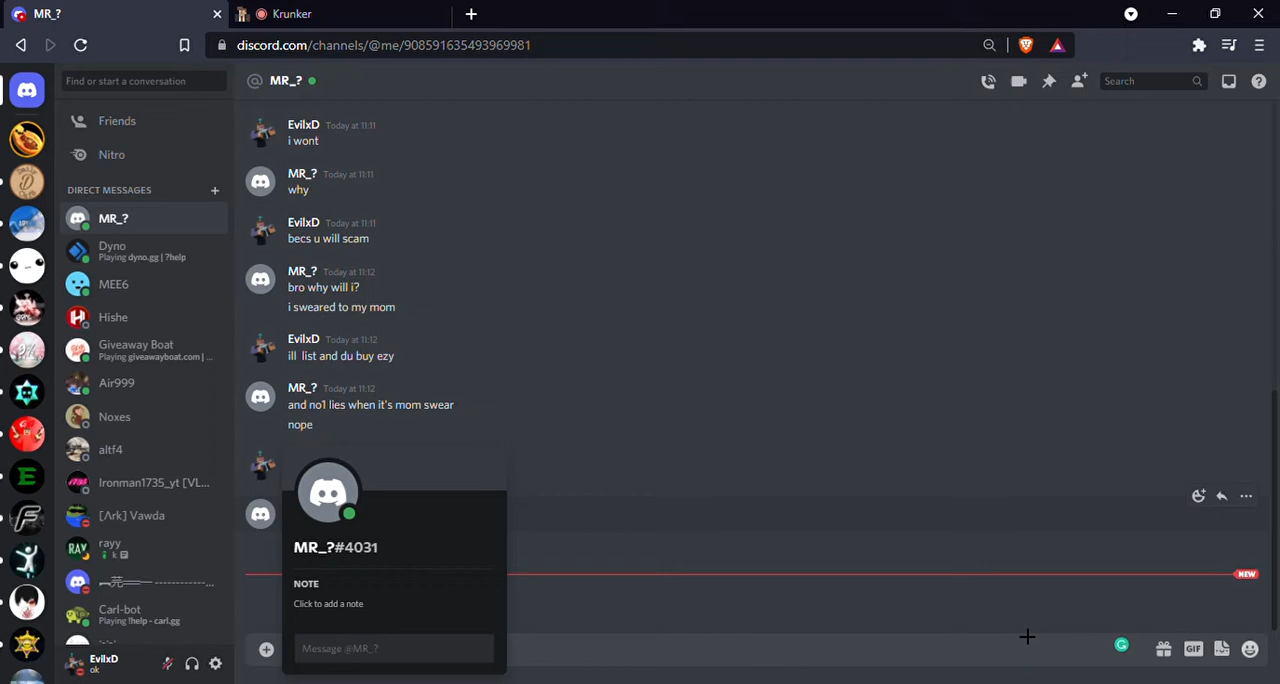 MR_?
Krunker
discord.com/channels/@me/908591635493969981
Find or start a conversation
Friends
Nitro
DIRECT MESSAGES
MR_?
Dyno
Playing dyno.gg | ?help
MEE6
Hishe
Giveaway Boat
Playing giveawayboat.com | ...
Air999
Noxes
altf4
Ironman1735_yt [VL...
[Ark] Vawda
RAY
rayy
k
Carl-bot
Playing !help - carl.gg
EvilxD
ok
@ MR_?
Search
EvilxD Today at 11:11
i wont
MR_? Today at 11:11
why
EvilxD Today at 11:11
becs u will scam
MR_? Today at 11:12
bro why will i?
i sweared to my mom
EvilxD Today at 11:12
ill list and du buy ezy
MR_? Today at 11:12
and no1 lies when it's mom swear
nope
MR_?#4031
NOTE
Click to add a note
Message @MR_?
NEW
GIF